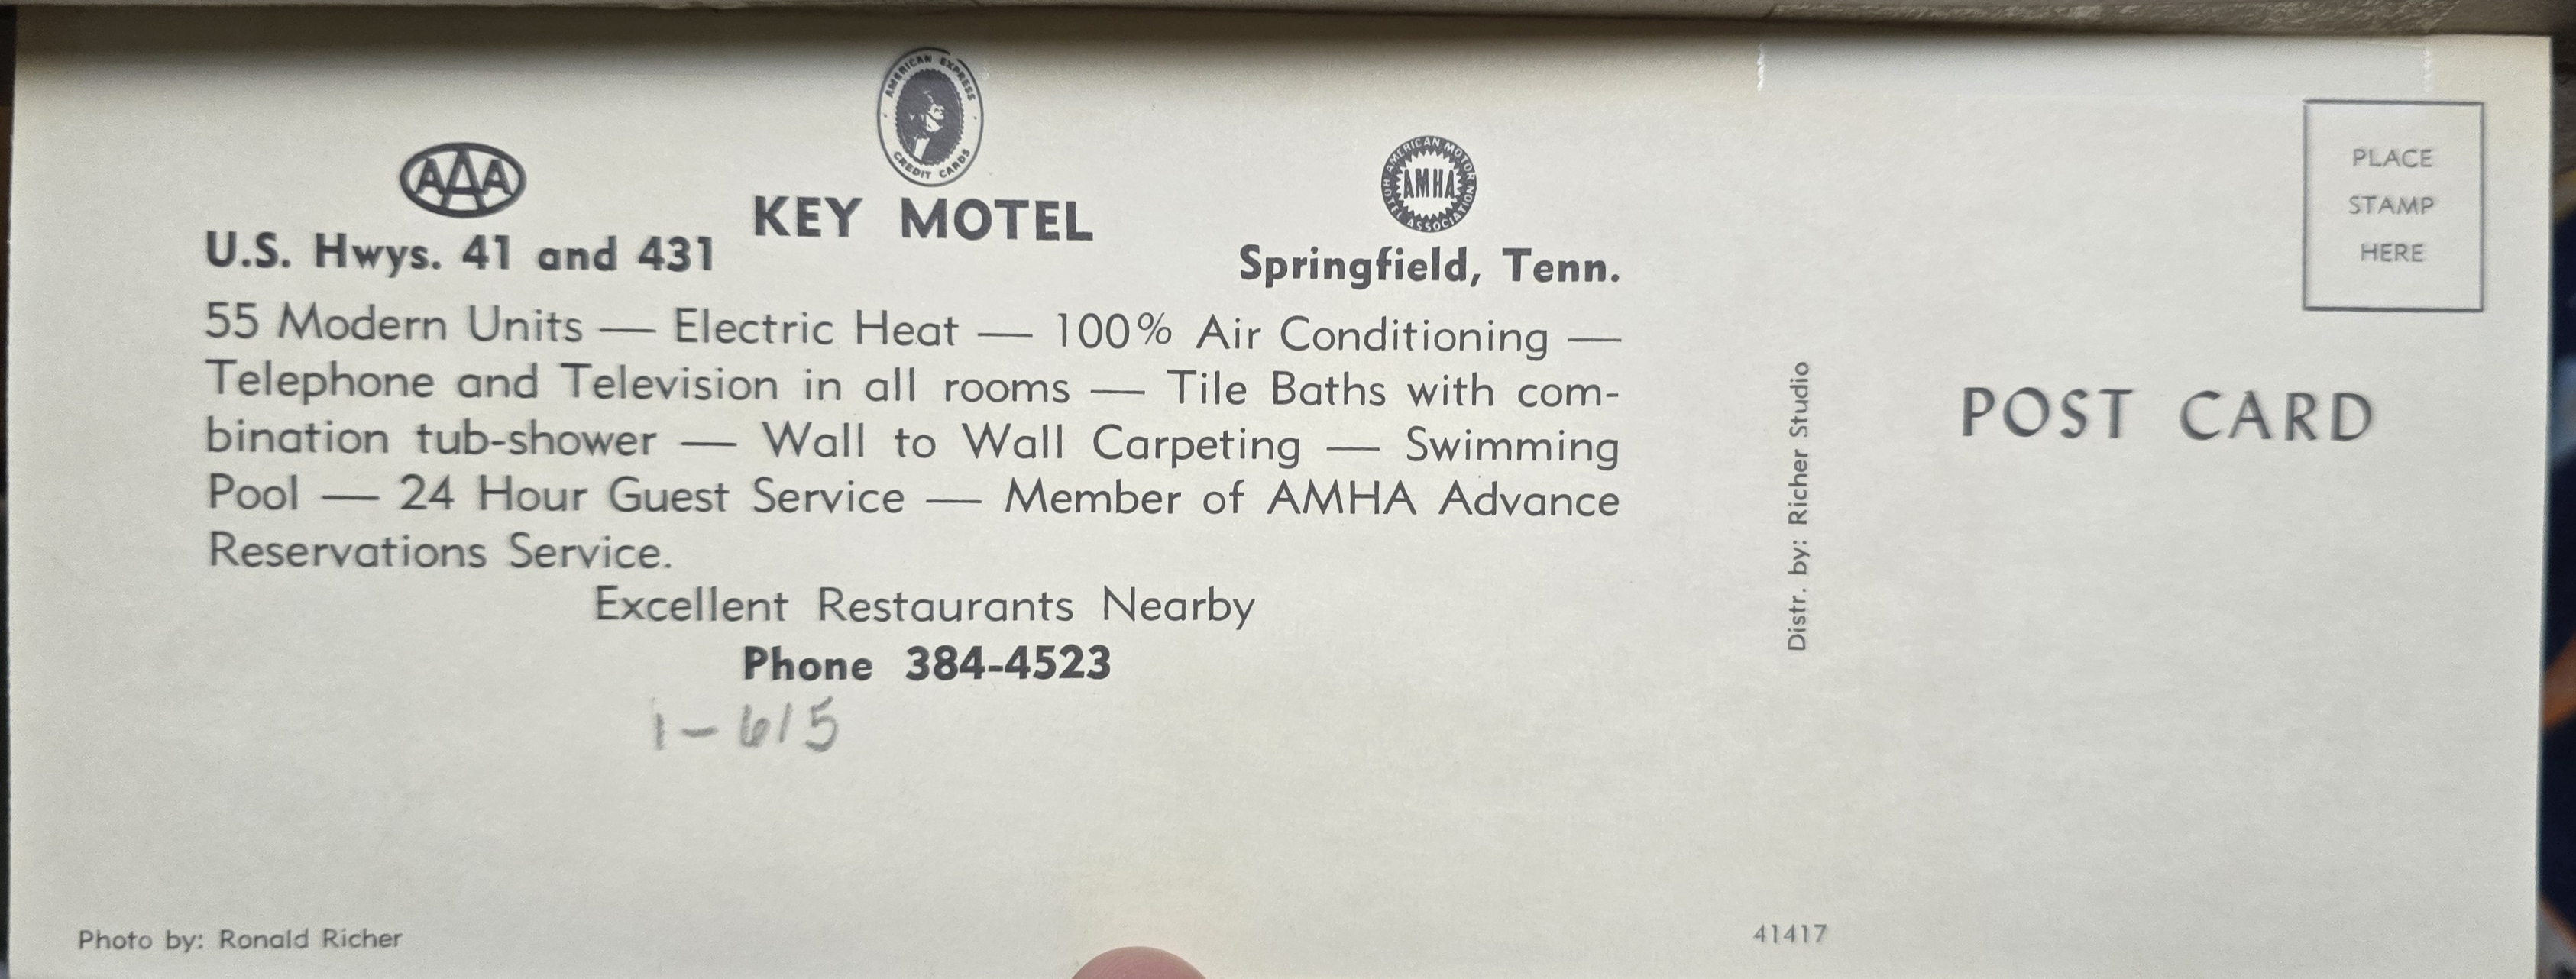 AMERICAN EXPRESS
CREDIT CARDS
AAA
KEY MOTEL
AMERICAN MOTOR HOTEL ASSOCIATION
AMHA
U.S. Hwys. 41 and 431
Springfield, Tenn.
55 Modern Units — Electric Heat — 100% Air Conditioning —
Telephone and Television in all rooms — Tile Baths with com-
bination tub-shower — Wall to Wall Carpeting — Swimming
Pool — 24 Hour Guest Service — Member of AMHA Advance
Reservations Service.
Excellent Restaurants Nearby
Phone 384-4523
1-615
Photo by: Ronald Richer
Distr. by: Richer Studio
41417
PLACE
STAMP
HERE
POST CARD